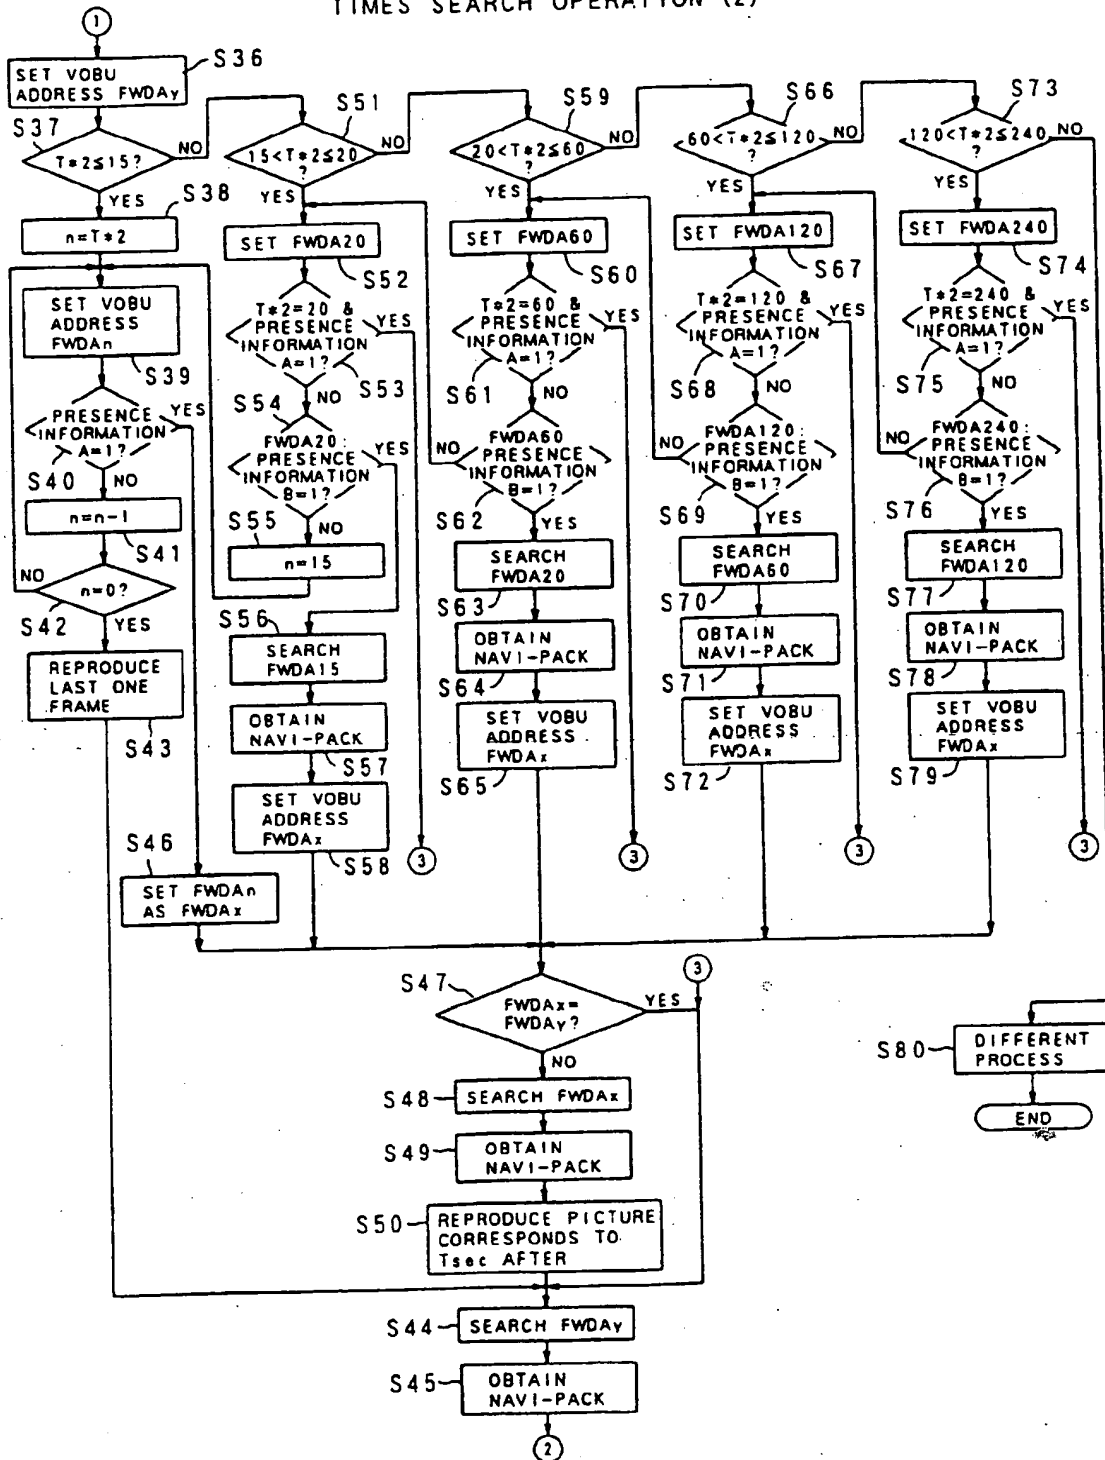 TIMES SEARCH OPERATION (2)
1
S36
SET VOBU
ADDRESS FWDAy
S37
T*2≦15?
NO
YES
S38
n=T*2
SET VOBU
ADDRESS
FWDAn
S39
PRESENCE
INFORMATION
A=1?
YES
S40
NO
n=n-1
S41
NO
n=0?
S42
YES
REPRODUCE
LAST ONE
FRAME
S43
S46
SET FWDAn
AS FWDAx
S51
15<T*2≦20
?
NO
YES
SET FWDA20
S52
T*2=20 &
PRESENCE
INFORMATION
A=1?
YES
S53
NO
S54
FWDA20:
PRESENCE
INFORMATION
B=1?
YES
S55
NO
n=15
S56
SEARCH
FWDA15
OBTAIN
NAVI-PACK
S57
SET VOBU
ADDRESS
FWDAx
S58
3
S59
20<T*2≦60
?
NO
YES
SET FWDA60
S60
T*2=60 &
PRESENCE
INFORMATION
A=1?
YES
S61
NO
FWDA60
PRESENCE
INFORMATION
B=1?
NO
S62
YES
SEARCH
FWDA20
S63
OBTAIN
NAVI-PACK
S64
SET VOBU
ADDRESS
FWDAx
S65
3
S66
60<T*2≦120
?
NO
YES
SET FWDA120
S67
T*2=120 &
PRESENCE
INFORMATION
A=1?
YES
S68
NO
FWDA120:
PRESENCE
INFORMATION
B=1?
NO
S69
YES
SEARCH
FWDA60
S70
OBTAIN
NAVI-PACK
S71
SET VOBU
ADDRESS
FWDAx
S72
3
S73
120<T*2≦240
?
NO
YES
SET FWDA240
S74
T*2=240 &
PRESENCE
INFORMATION
A=1?
YES
S75
NO
FWDA240:
PRESENCE
INFORMATION
B=1?
NO
S76
YES
SEARCH
FWDA120
S77
OBTAIN
NAVI-PACK
S78
SET VOBU
ADDRESS
FWDAx
S79
3
S47
FWDAx=
FWDAy?
YES
3
NO
S48
SEARCH FWDAx
S49
OBTAIN
NAVI-PACK
S50
REPRODUCE PICTURE
CORRESPONDS TO
Tsec AFTER
S44
SEARCH FWDAy
S45
OBTAIN
NAVI-PACK
2
S80
DIFFERENT
PROCESS
END